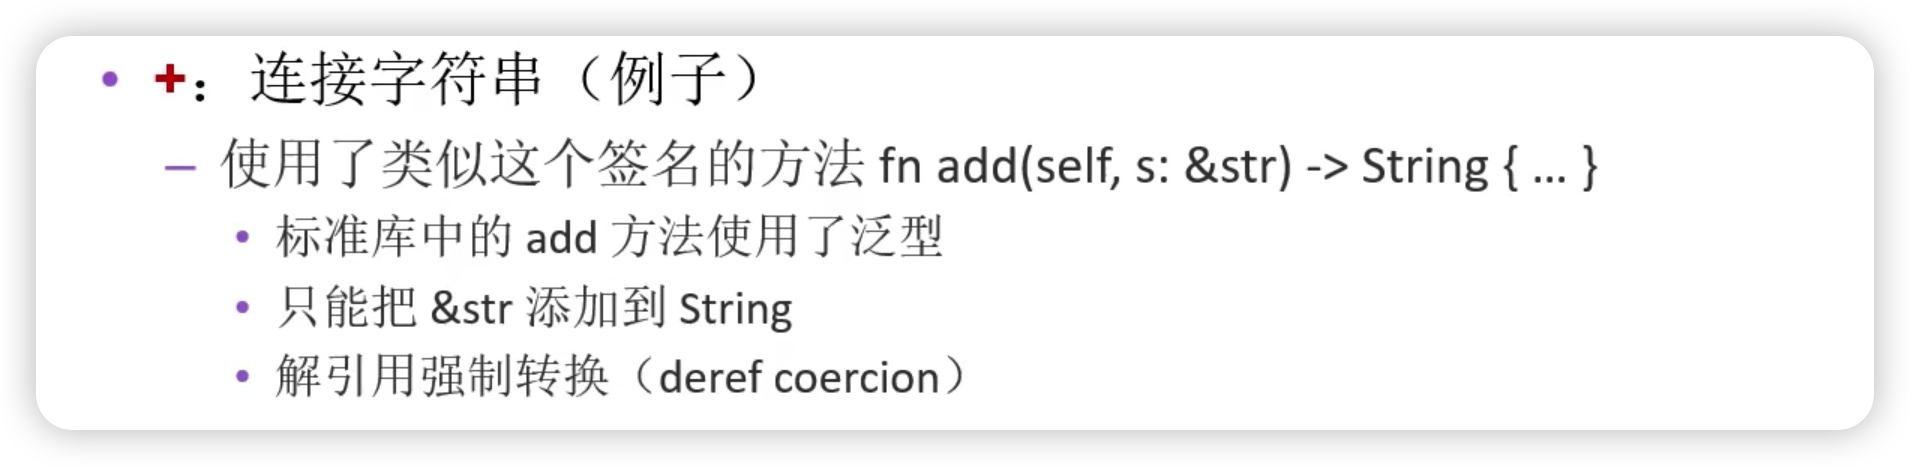 • +：连接字符串（例子）
– 使用了类似这个签名的方法 fn add(self, s: &str) -> String { ... }
• 标准库中的 add 方法使用了泛型
• 只能把 &str 添加到 String
• 解引用强制转换（deref coercion）